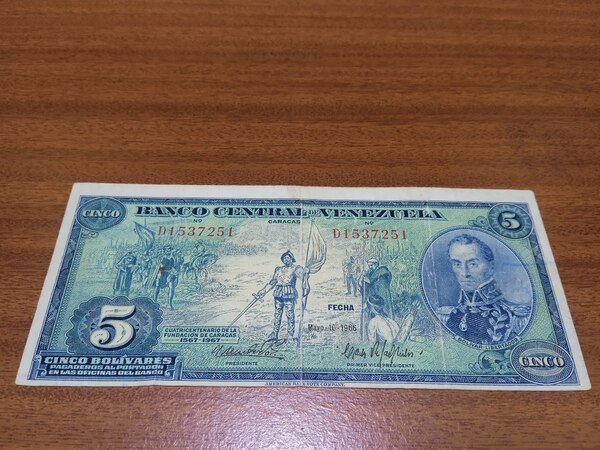 CINCO BANCO CENTRAL DE VENEZUELA 5
CARACAS
Nº Nº
D1537251 D1537251
FECHA
Mayo 10-1966
5
CUATRICENTENARIO DE LA
FUNDACION DE CARACAS
1567-1967
CINCO BOLIVARES
PAGADEROS AL PORTADOR
EN LAS OFICINAS DEL BANCO
PRESIDENTE
PRIMER VICEPRESIDENTE
CINCO
AMERICAN BANK NOTE COMPANY.